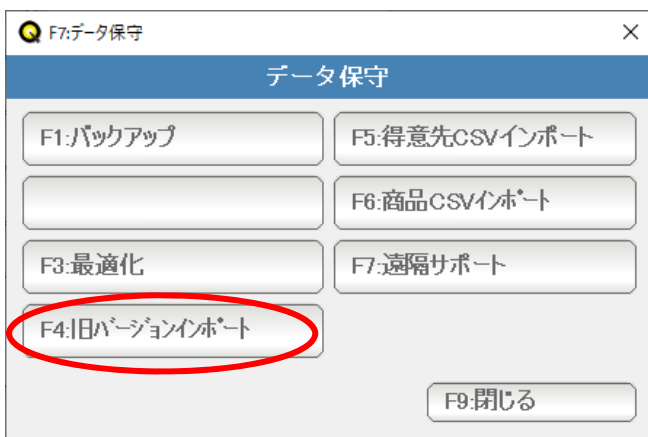 F7:データ保守
データ保守
F1:バックアップ
F5:得意先CSVインポート
F6:商品CSVｲﾝﾎﾟｰﾄ
F3:最適化
F7:遠隔サポート
F4:旧ﾊﾞｰｼﾞｮﾝｲﾝﾎﾟｰﾄ
F9:閉じる